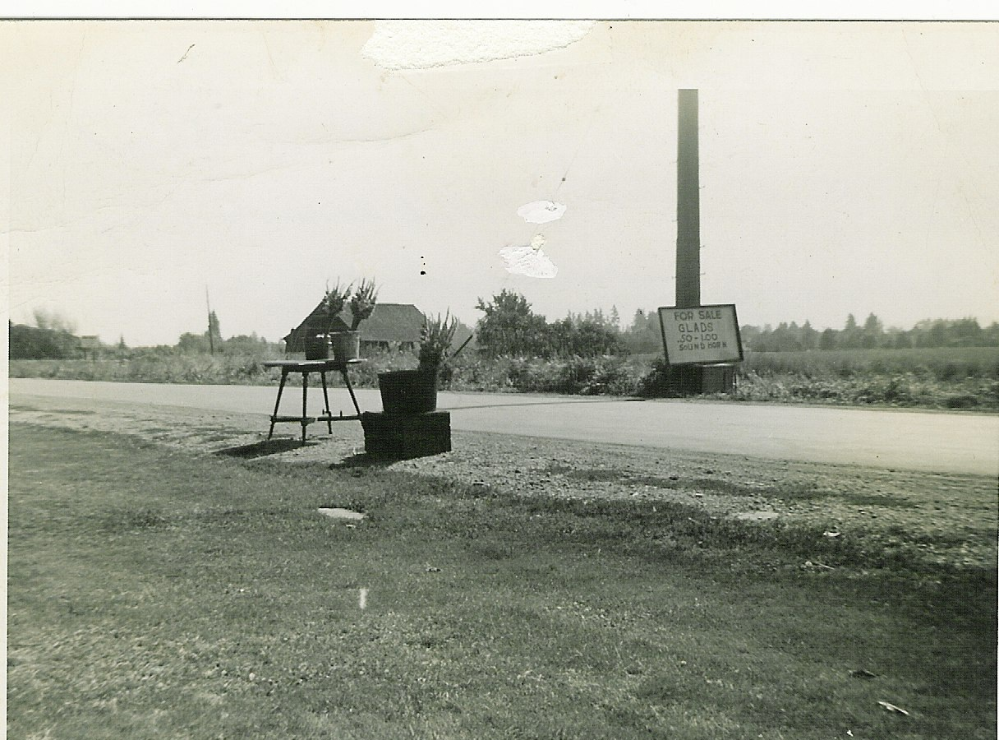 FOR SALE
GLADS
.50-1.00
SOUND HORN